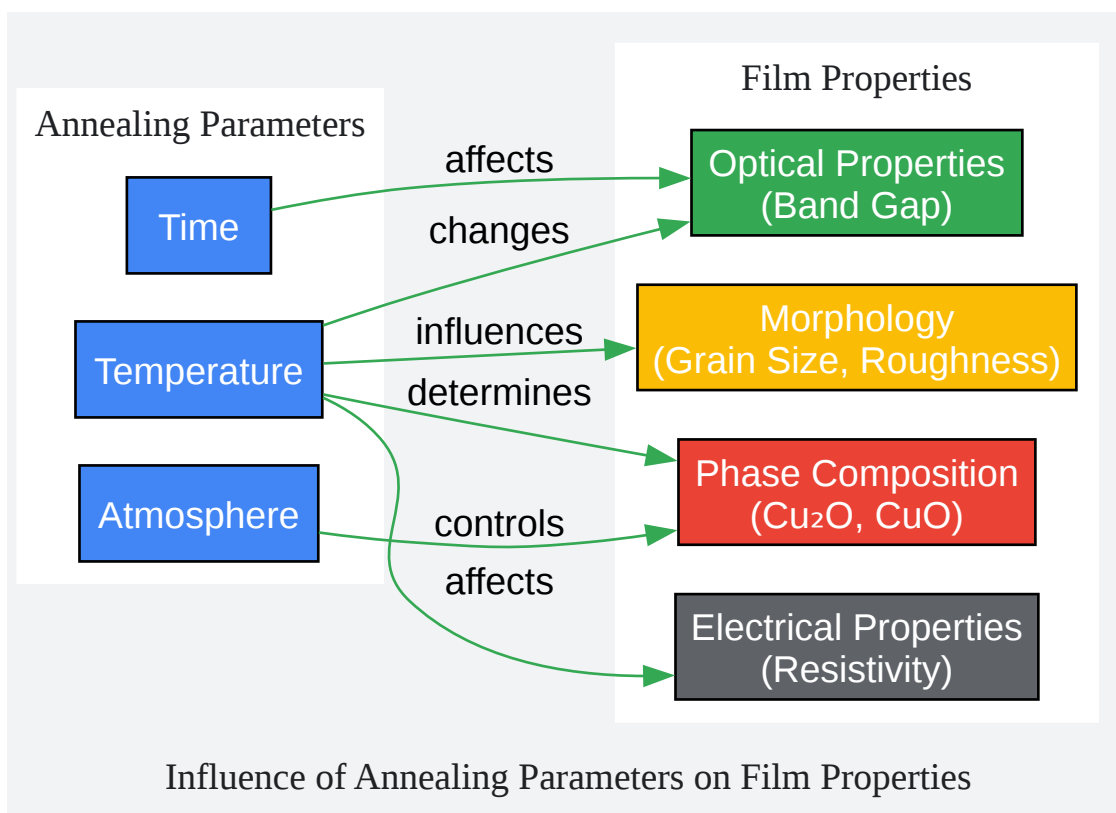 Annealing Parameters
Time
Temperature
Atmosphere
affects
changes
influences
determines
controls
affects
Film Properties
Optical Properties
(Band Gap)
Morphology
(Grain Size, Roughness)
Phase Composition
(Cu₂O, CuO)
Electrical Properties
(Resistivity)
Influence of Annealing Parameters on Film Properties